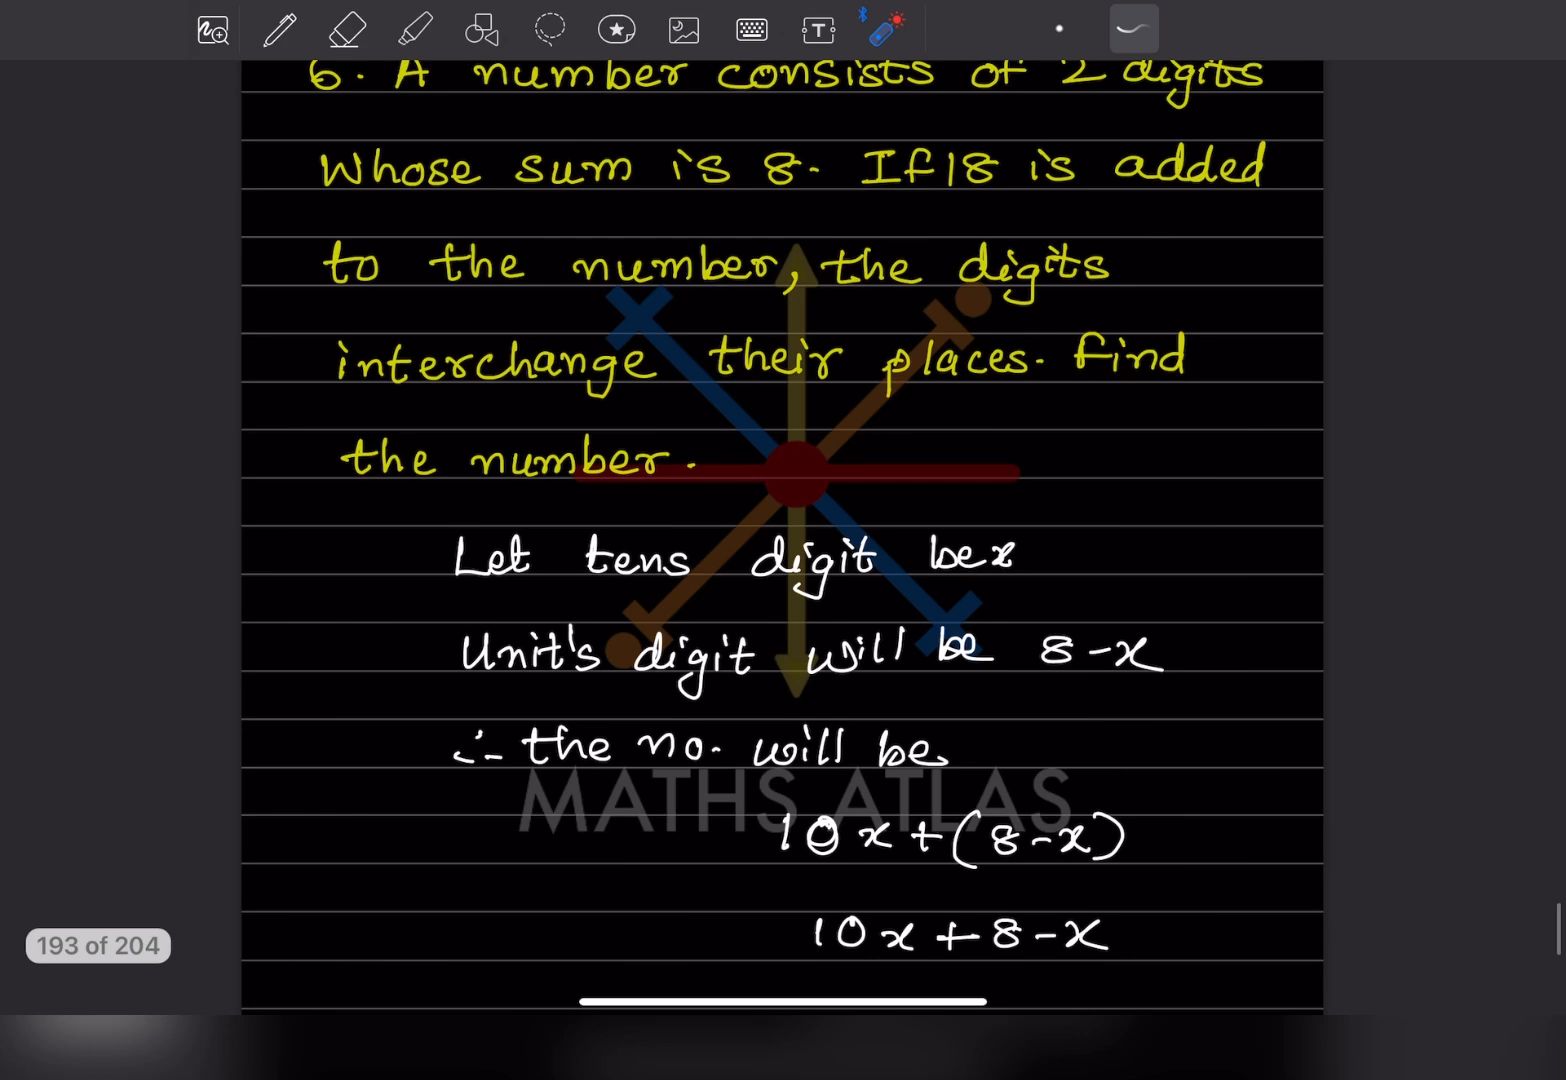 6. A number consists of 2 digits
Whose sum is 8. If 18 is added
to the number, the digits
interchange their places. find
the number.
Let tens digit be x
Unit's digit will be 8-x
∴ the no. will be
MATHS ATLAS
10x+(8-x)
10x+8-x
193 of 204